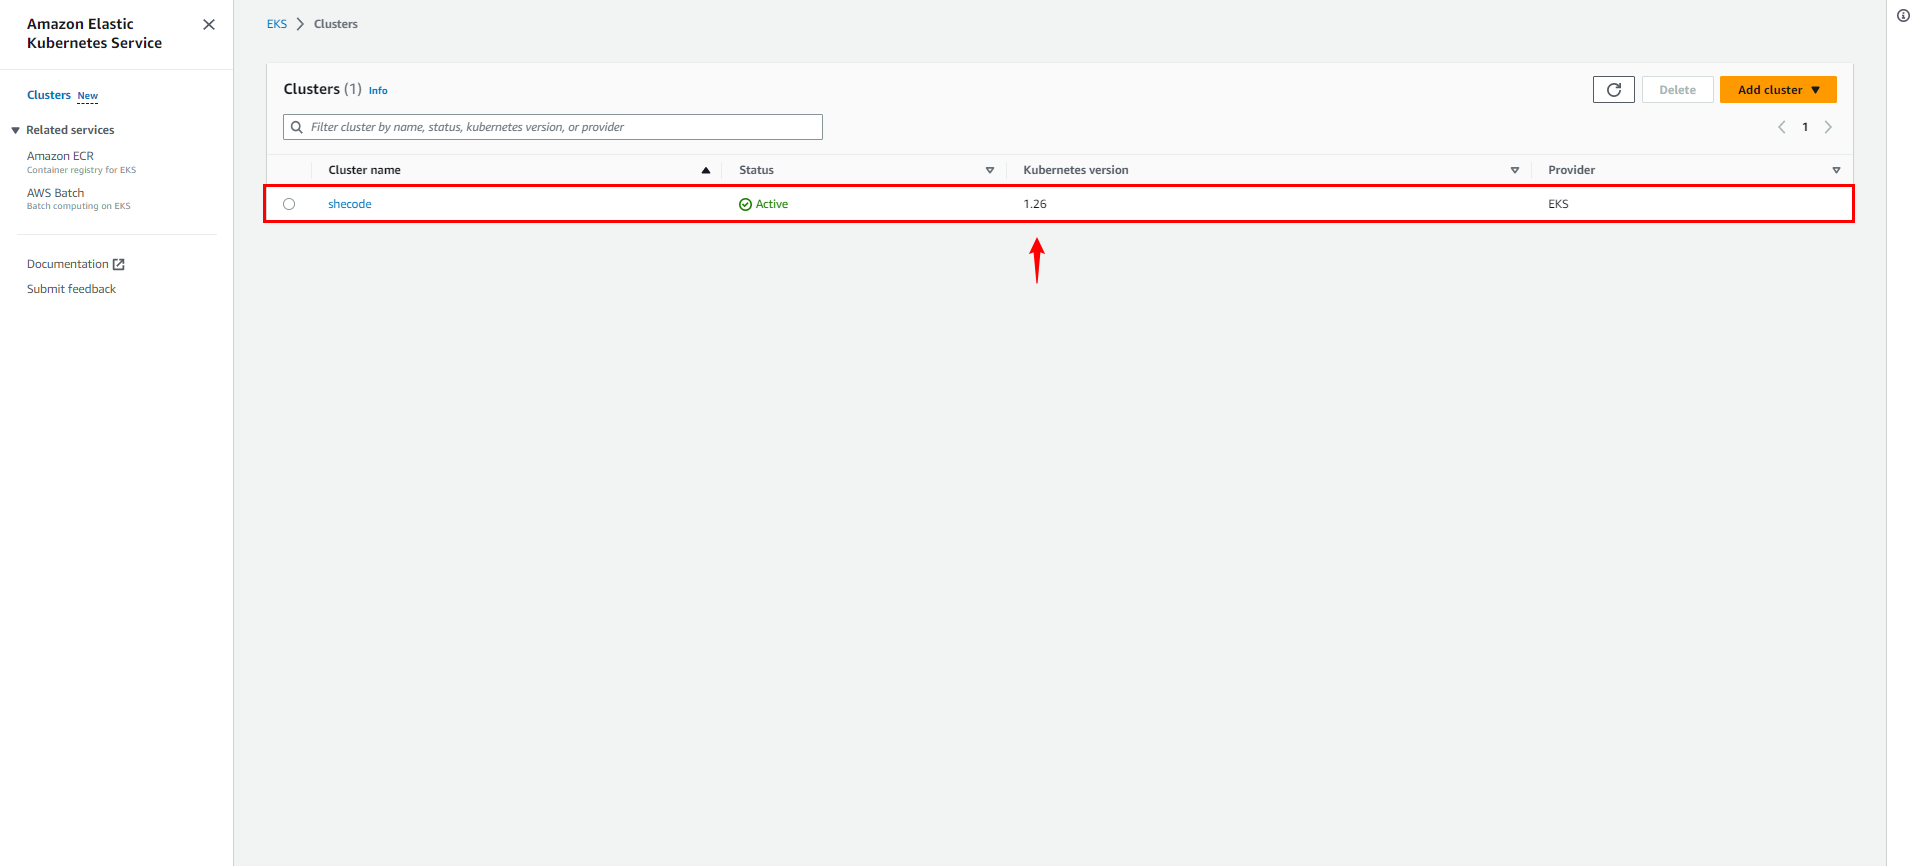 Amazon Elastic
Kubernetes Service
Clusters New
Related services
Amazon ECR
Container registry for EKS
AWS Batch
Batch computing on EKS
Documentation
Submit feedback
EKS Clusters
Clusters (1) Info
Delete
Add cluster
Filter cluster by name, status, kubernetes version, or provider
1
Cluster name Status Kubernetes version Provider
shecode Active 1.26 EKS